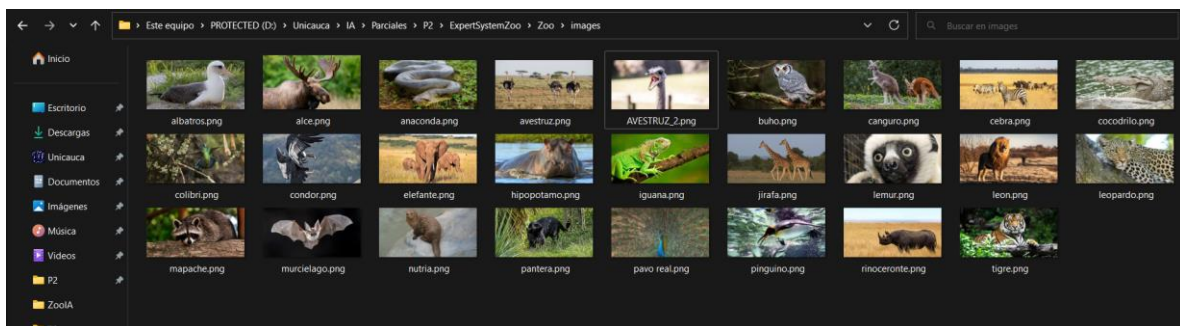 Este equipo > PROTECTED (D:) > Unicauca > IA > Parciales > P2 > ExpertSystemZoo > Zoo > images
Buscar en images
Inicio
Escritorio
Descargas
Unicauca
Documentos
Imágenes
Música
Videos
P2
ZooIA
albatros.png alce.png anaconda.png avestruz.png AVESTRUZ_2.png buho.png canguro.png cebra.png cocodrilo.png
colibri.png condor.png elefante.png hipopotamo.png iguana.png jirafa.png lemur.png leon.png leopardo.png
mapache.png murcielago.png nutria.png pantera.png pavo real.png pinguino.png rinoceronte.png tigre.png